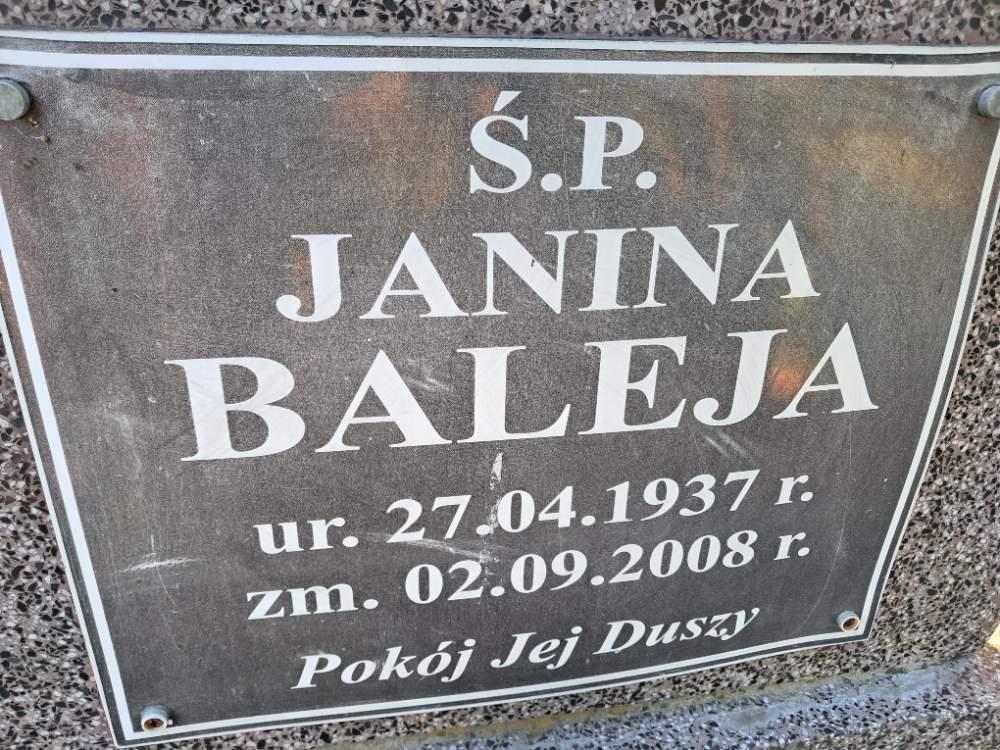 Ś.P.
JANINA
BALEJA
ur. 27.04.1937 r.
zm. 02.09.2008 r.
Pokój Jej Duszy